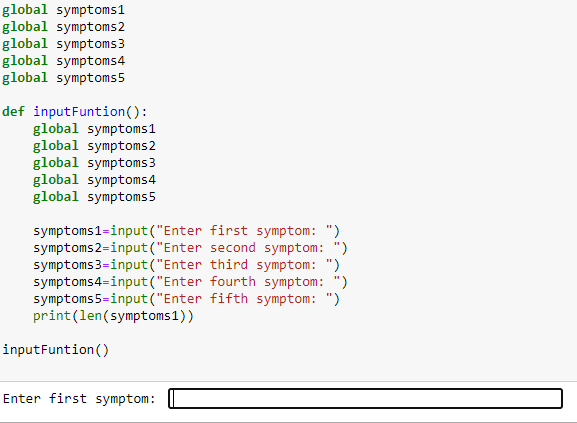 global symptoms1
global symptoms2
global symptoms3
global symptoms4
global symptoms5
def inputFuntion():
global symptoms1
global symptoms2
global symptoms3
global symptoms4
global symptoms5
symptoms1=input("Enter first symptom: ")
symptoms2=input("Enter second symptom: ")
symptoms3=input("Enter third symptom: ")
symptoms4=input("Enter fourth symptom: ")
symptoms5=input("Enter fifth symptom: ")
print(len(symptoms1))
inputFuntion()
Enter first symptom: